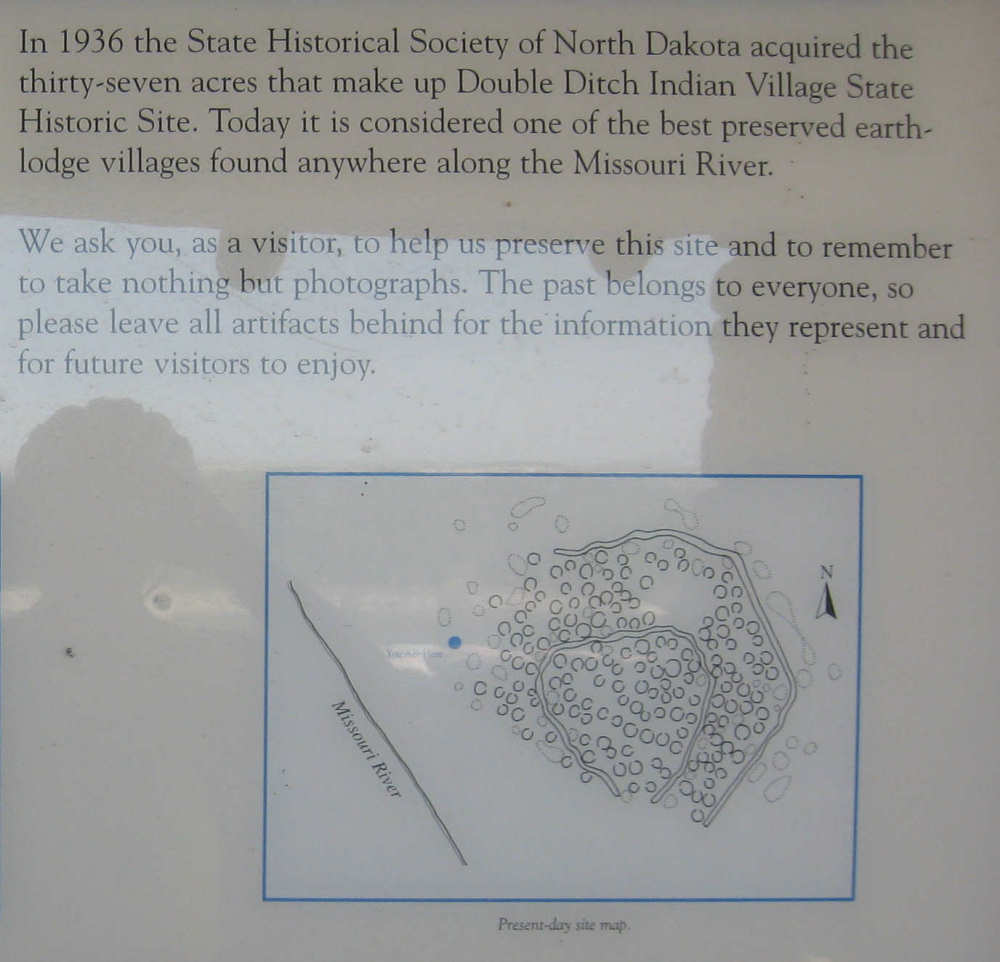 In 1936 the State Historical Society of North Dakota acquired the
thirty-seven acres that make up Double Ditch Indian Village State
Historic Site. Today it is considered one of the best preserved earth-
lodge villages found anywhere along the Missouri River.
We ask you, as a visitor, to help us preserve this site and to remember
to take nothing but photographs. The past belongs to everyone, so
please leave all artifacts behind for the information they represent and
for future visitors to enjoy.
N
You Are Here
Missouri River
Present-day site map.